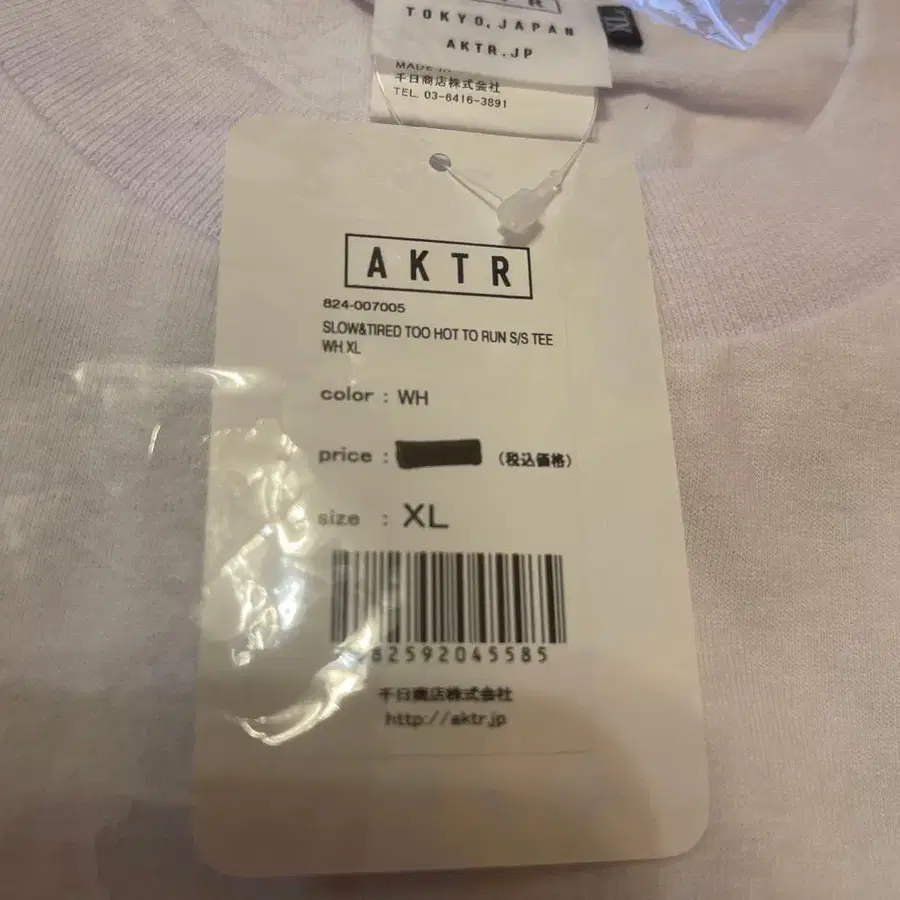 TOKYO, JAPAN
AKTR.JP
XL
MADE IN
千日商店株式会社
TEL. 03-6416-3891
AKTR
824-007005
SLOW&TIRED TOO HOT TO RUN S/S TEE
WH XL
color : WH
price : (税込価格)
size : XL
82592045585
千日商店株式会社
http://aktr.jp